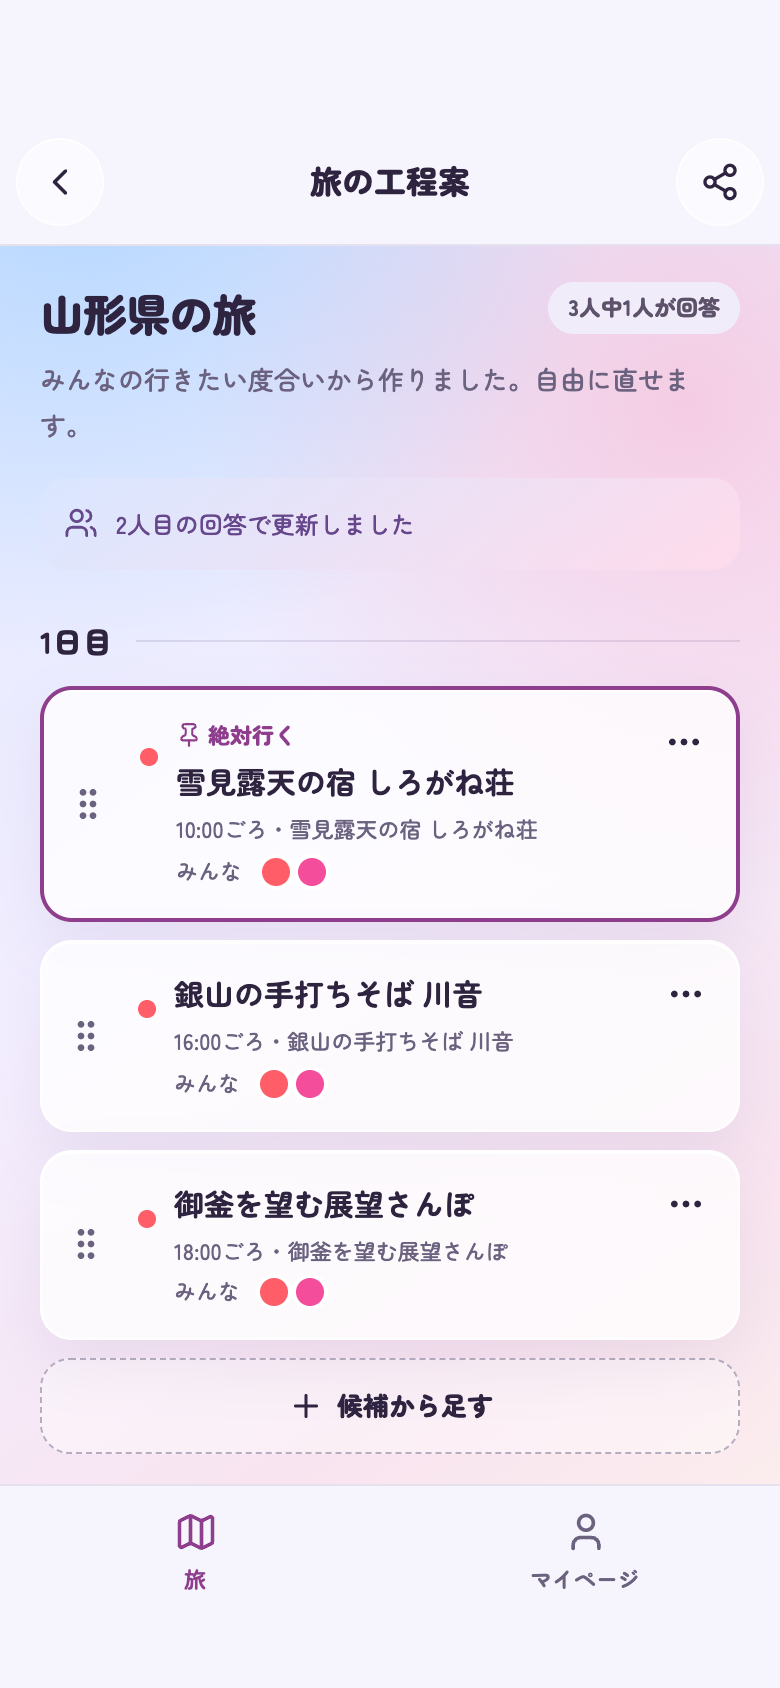 旅の工程案
山形県の旅
3人中1人が回答
みんなの行きたい度合いから作りました。自由に直せま
す。
2人目の回答で更新しました
1日目
絶対行く
雪見露天の宿 しろがね荘
10:00ごろ・雪見露天の宿 しろがね荘
みんな
銀山の手打ちそば 川音
16:00ごろ・銀山の手打ちそば 川音
みんな
御釜を望む展望さんぽ
18:00ごろ・御釜を望む展望さんぽ
みんな
候補から足す
旅
マイページ